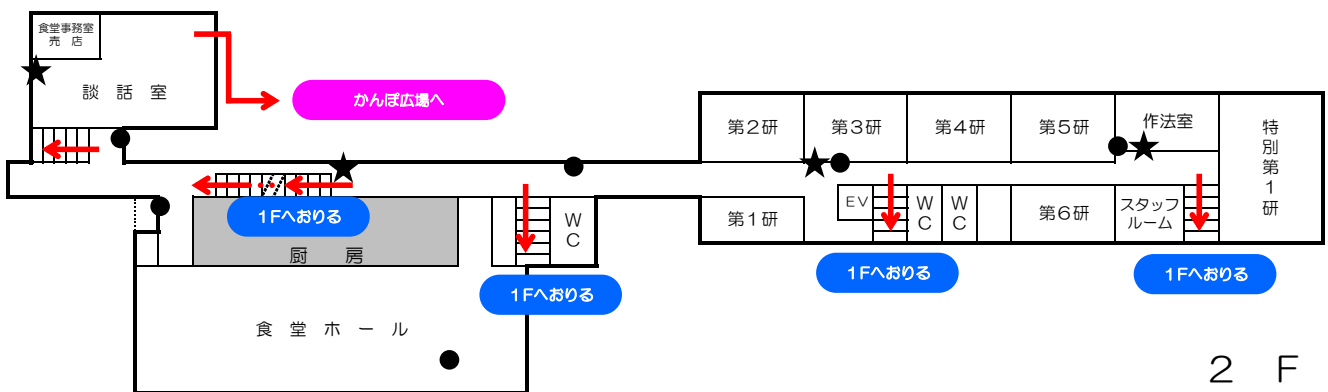 食堂事務室
売 店
談 話 室
かんぽ広場へ
第2研
第3研
第4研
第5研
作法室
特別第1研
1Fへおりる
厨 房
WC
第1研
EV
WC
WC
第6研
スタッフ
ルーム
1Fへおりる
1Fへおりる
1Fへおりる
食 堂 ホ ー ル
2 F